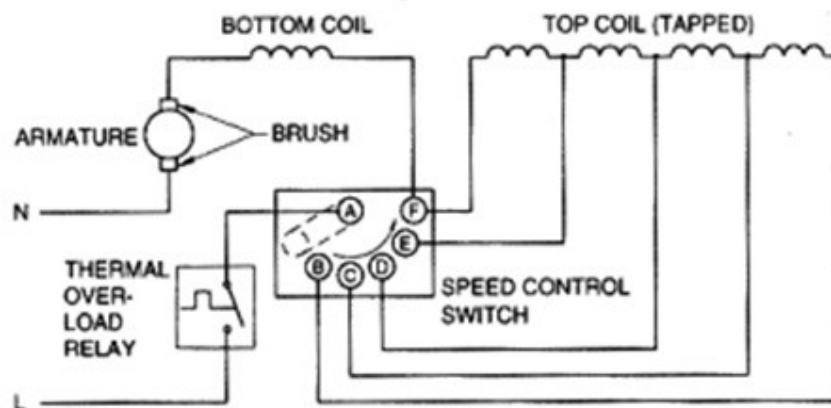 BOTTOM COIL
TOP COIL (TAPPED)
ARMATURE
BRUSH
N
A
F
E
B
C
D
THERMAL
OVER-
LOAD
RELAY
SPEED CONTROL
SWITCH
L